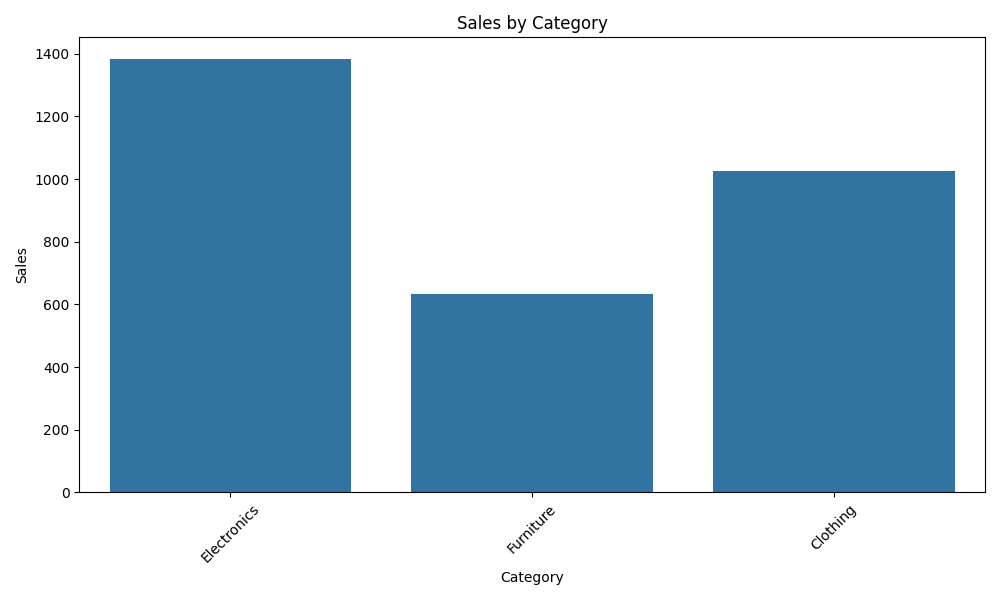 Sales by Category
1400
1200
1000
800
600
400
200
0
Sales
Electronics
Furniture
Clothing
Category